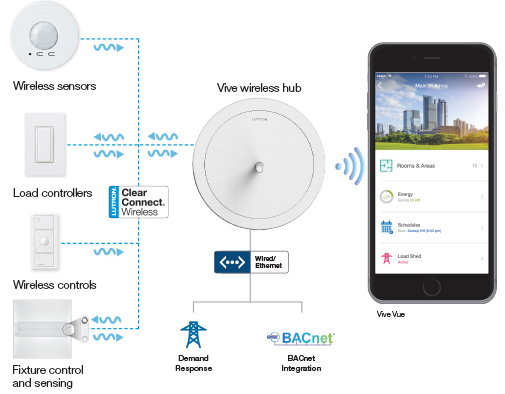 Wireless sensors
Load controllers
Wireless controls
Fixture control
and sensing
LUTRON
Clear
Connect
Wireless
Vive wireless hub
LUTRON
Wired/
Ethernet
Demand
Response
BACnet
BACnet
Integration
Main Building
Rooms & Areas
12
Energy
Schedules
Load Shed
Active
Vive Vue